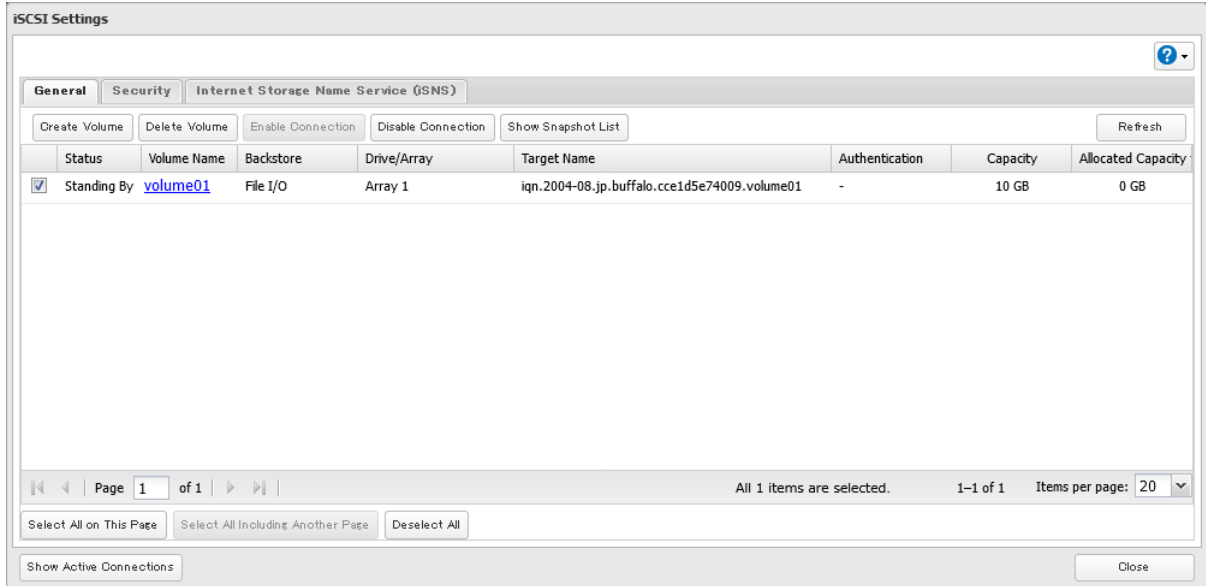 iSCSI Settings
?
General Security Internet Storage Name Service (iSNS)
Create Volume Delete Volume Enable Connection Disable Connection Show Snapshot List Refresh
Status Volume Name Backstore Drive/Array Target Name Authentication Capacity Allocated Capacity
Standing By volume01 File I/O Array 1 iqn.2004-08.jp.buffalo.cce1d5e74009.volume01 - 10 GB 0 GB
Page 1 of 1 All 1 items are selected. 1–1 of 1 Items per page: 20
Select All on This Page Select All Including Another Page Deselect All
Show Active Connections Close